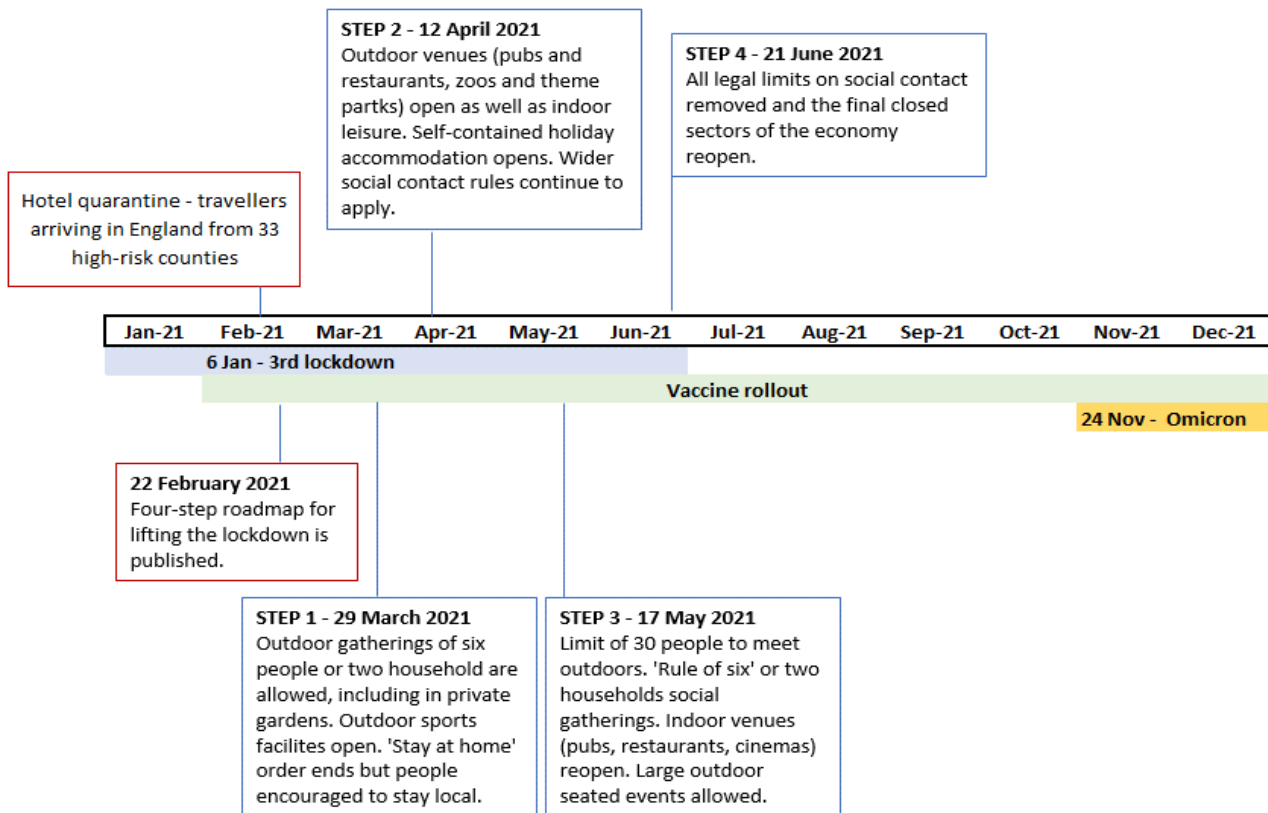 STEP 2 - 12 April 2021
Outdoor venues (pubs and
restaurants, zoos and theme
partks) open as well as indoor
leisure. Self-contained holiday
accommodation opens. Wider
social contact rules continue to
apply.
STEP 4 - 21 June 2021
All legal limits on social contact
removed and the final closed
sectors of the economy
reopen.
Hotel quarantine - travellers
arriving in England from 33
high-risk counties
Jan-21 Feb-21 Mar-21 Apr-21 May-21 Jun-21 Jul-21 Aug-21 Sep-21 Oct-21 Nov-21 Dec-21
6 Jan - 3rd lockdown
Vaccine rollout
24 Nov - Omicron
22 February 2021
Four-step roadmap for
lifting the lockdown is
published.
STEP 1 - 29 March 2021
Outdoor gatherings of six
people or two household are
allowed, including in private
gardens. Outdoor sports
facilites open. 'Stay at home'
order ends but people
encouraged to stay local.
STEP 3 - 17 May 2021
Limit of 30 people to meet
outdoors. 'Rule of six' or two
households social
gatherings. Indoor venues
(pubs, restaurants, cinemas)
reopen. Large outdoor
seated events allowed.